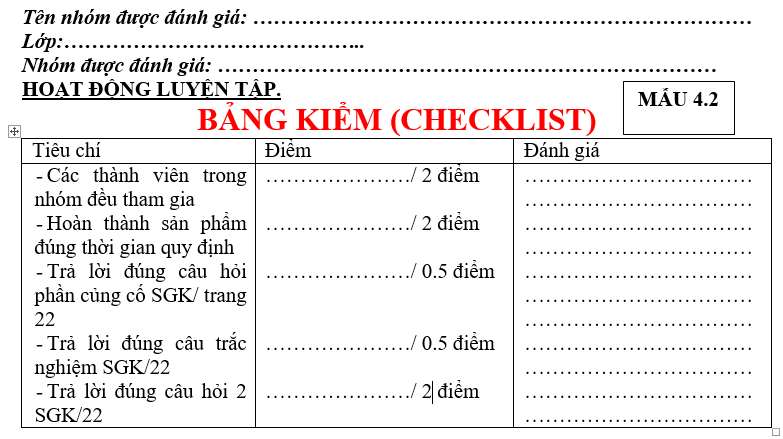 Tên nhóm được đánh giá: ………………………………………………………………
Lớp:……………………………………..
Nhóm được đánh giá: ………………………………………………………………
HOẠT ĐỘNG LUYỆN TẬP.
MẪU 4.2
BẢNG KIỂM (CHECKLIST)
Tiêu chí Điểm Đánh giá
- Các thành viên trong …………………/ 2 điểm ……………………………
nhóm đều tham gia ……………………………
- Hoàn thành sản phẩm …………………/ 2 điểm ……………………………
đúng thời gian quy định ……………………………
- Trả lời đúng câu hỏi …………………/ 0.5 điểm ……………………………
phần củng cố SGK/ trang ……………………………
22 ……………………………
- Trả lời đúng câu trắc …………………/ 0.5 điểm ……………………………
nghiệm SGK/22 ……………………………
- Trả lời đúng câu hỏi 2 …………………/ 2 điểm ……………………………
SGK/22 ……………………………